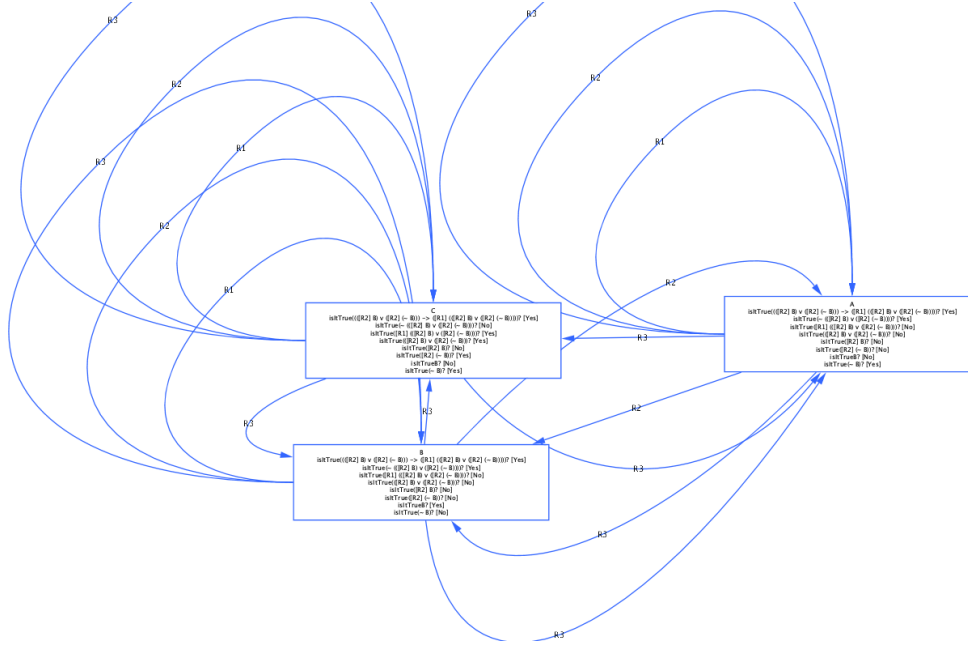 R3
R3
R2
R2
R1
R1
R3
R2
R1
R2
R3
R3
R2
R3
R3
R3
R3
C
isItTrue(([R2] B) v ([R2] (~ B))) -> ([R1] (([R2] B) v ([R2] (~ B)))))? [Yes]
isItTrue(~ (([R2] B) v ([R2] (~ B))))? [No]
isItTrue([R1] (([R2] B) v ([R2] (~ B))))? [Yes]
isItTrue(([R2] B) v ([R2] (~ B)))? [Yes]
isItTrue([R2] B)? [No]
isItTrue([R2] (~ B))? [Yes]
isItTrueB? [No]
isItTrue(~ B)? [Yes]
A
isItTrue((([R2] B) v ([R2] (~ B))) -> ([R1] (([R2] B) v ([R2] (~ B)))))? [Yes]
isItTrue(~ (([R2] B) v ([R2] (~ B))))? [Yes]
isItTrue([R1] (([R2] B) v ([R2] (~ B))))? [No]
isItTrue(([R2] B) v ([R2] (~ B)))? [No]
isItTrue([R2] B)? [No]
isItTrue([R2] (~ B))? [No]
isItTrueB? [No]
isItTrue(~ B)? [Yes]
B
isItTrue((([R2] B) v ([R2] (~ B))) -> ([R1] (([R2] B) v ([R2] (~ B)))))? [Yes]
isItTrue(~ (([R2] B) v ([R2] (~ B))))? [Yes]
isItTrue([R1] (([R2] B) v ([R2] (~ B))))? [No]
isItTrue(([R2] B) v ([R2] (~ B)))? [No]
isItTrue([R2] B)? [No]
isItTrue([R2] (~ B))? [No]
isItTrueB? [Yes]
isItTrue(~ B)? [No]